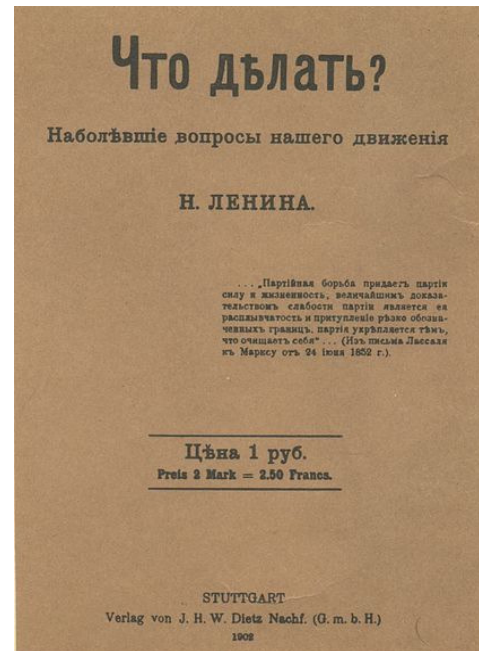 Что дѣлать?
Наболѣвшіе вопросы нашего движенія
Н. ЛЕНИНА.
... „Партійная борьба придаетъ партіи
силу и жизненность, величайшимъ доказа-
тельствомъ слабости партіи является ея
расплывчатость и притупленіе рѣзко обозна-
ченныхъ границъ, партія укрѣпляется тѣмъ,
что очищаетъ себя“ ... (Изъ письма Лассаля
къ Марксу отъ 24 іюня 1852 г.).
Цѣна 1 руб.
Preis 2 Mark = 2.50 Francs.
STUTTGART
Verlag von J. H. W. Dietz Nachf. (G. m. b. H.)
1902